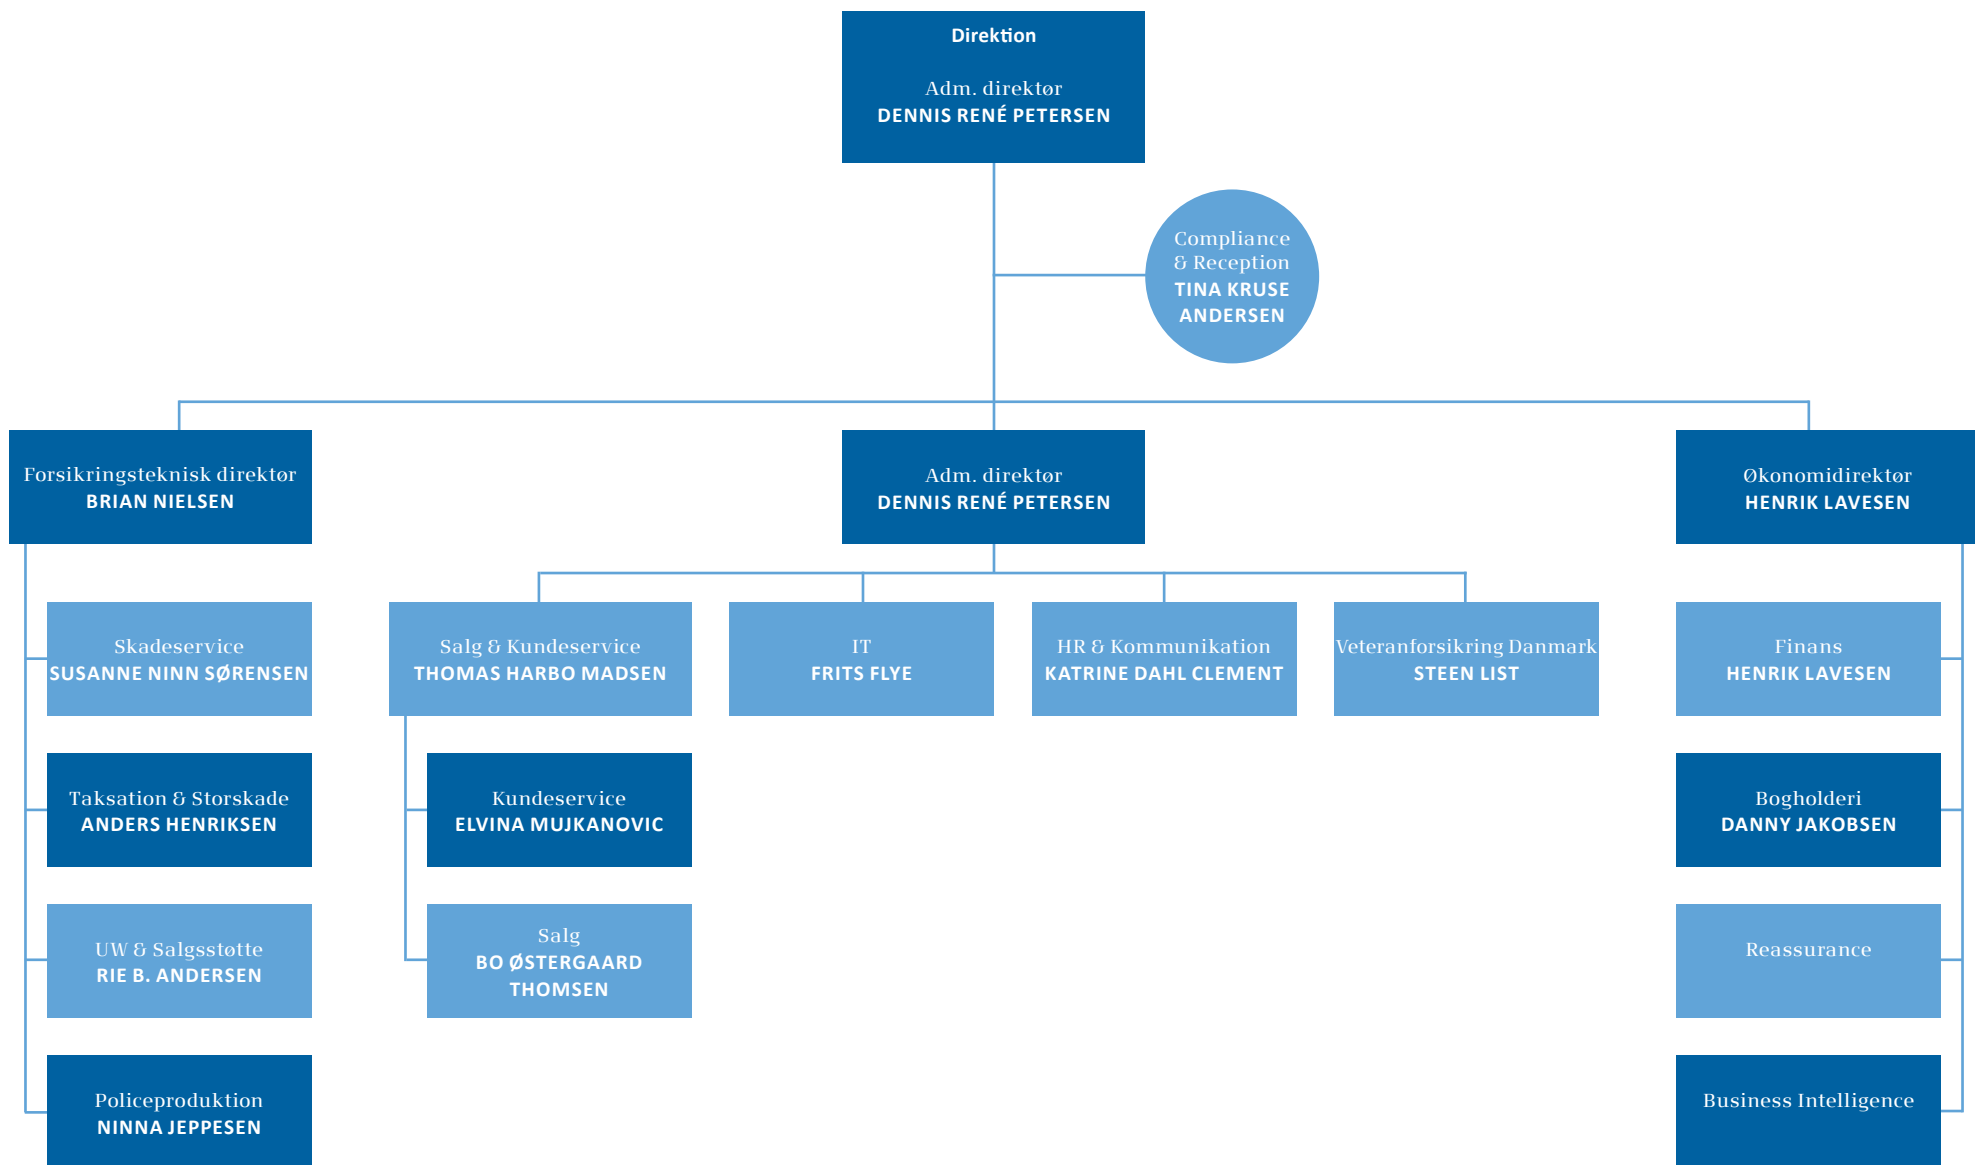 Direktion
Adm. direktør
DENNIS RENÉ PETERSEN
Compliance
& Reception
TINA KRUSE
ANDERSEN
Forsikringsteknisk direktør
BRIAN NIELSEN
Adm. direktør
DENNIS RENÉ PETERSEN
Økonomidirektør
HENRIK LAVESEN
Skadeservice
SUSANNE NINN SØRENSEN
Salg & Kundeservice
THOMAS HARBO MADSEN
IT
FRITS FLYE
HR & Kommunikation
KATRINE DAHL CLEMENT
Veteranforsikring Danmark
STEEN LIST
Finans
HENRIK LAVESEN
Taksation & Storskade
ANDERS HENRIKSEN
Kundeservice
ELVINA MUJKANOVIC
Bogholderi
DANNY JAKOBSEN
UW & Salgsstøtte
RIE B. ANDERSEN
Salg
BO ØSTERGAARD
THOMSEN
Reassurance
Policeproduktion
NINNA JEPPESEN
Business Intelligence